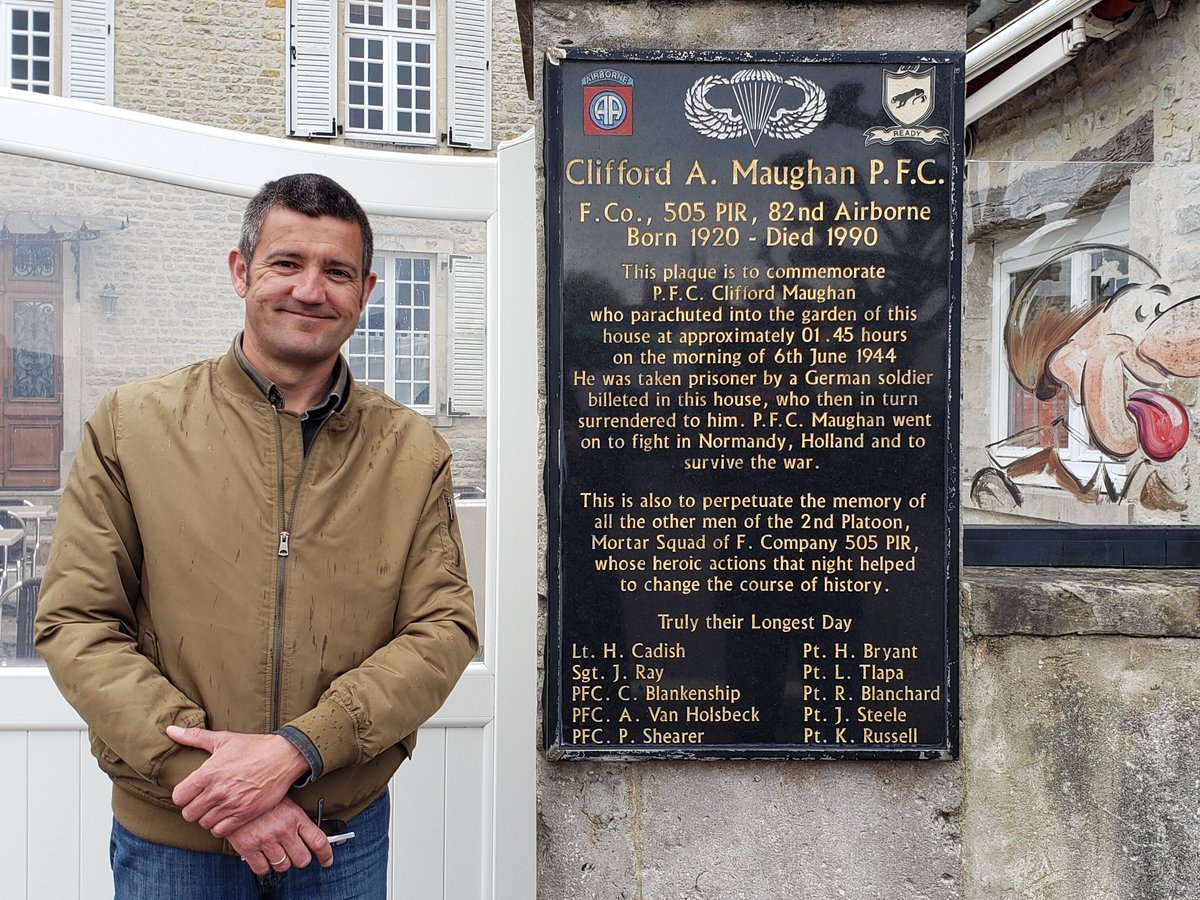 AIRBORNE
AA
READY
Clifford A. Maughan P.F.C.
F.Co., 505 PIR, 82nd Airborne
Born 1920 - Died 1990
This plaque is to commemorate
P.F.C. Clifford Maughan
who parachuted into the garden of this
house at approximately 01.45 hours
on the morning of 6th June 1944
He was taken prisoner by a German soldier
billeted in this house, who then in turn
surrendered to him. P.F.C. Maughan went
on to fight in Normandy, Holland and to
survive the war.
This is also to perpetuate the memory of
all the other men of the 2nd Platoon,
Mortar Squad of F. Company 505 PIR,
whose heroic actions that night helped
to change the course of history.
Truly their Longest Day
Lt. H. Cadish
Sgt. J. Ray
PFC. C. Blankenship
PFC. A. Van Holsbeck
PFC. P. Shearer
Pt. H. Bryant
Pt. L. Tlapa
Pt. R. Blanchard
Pt. J. Steele
Pt. K. Russell